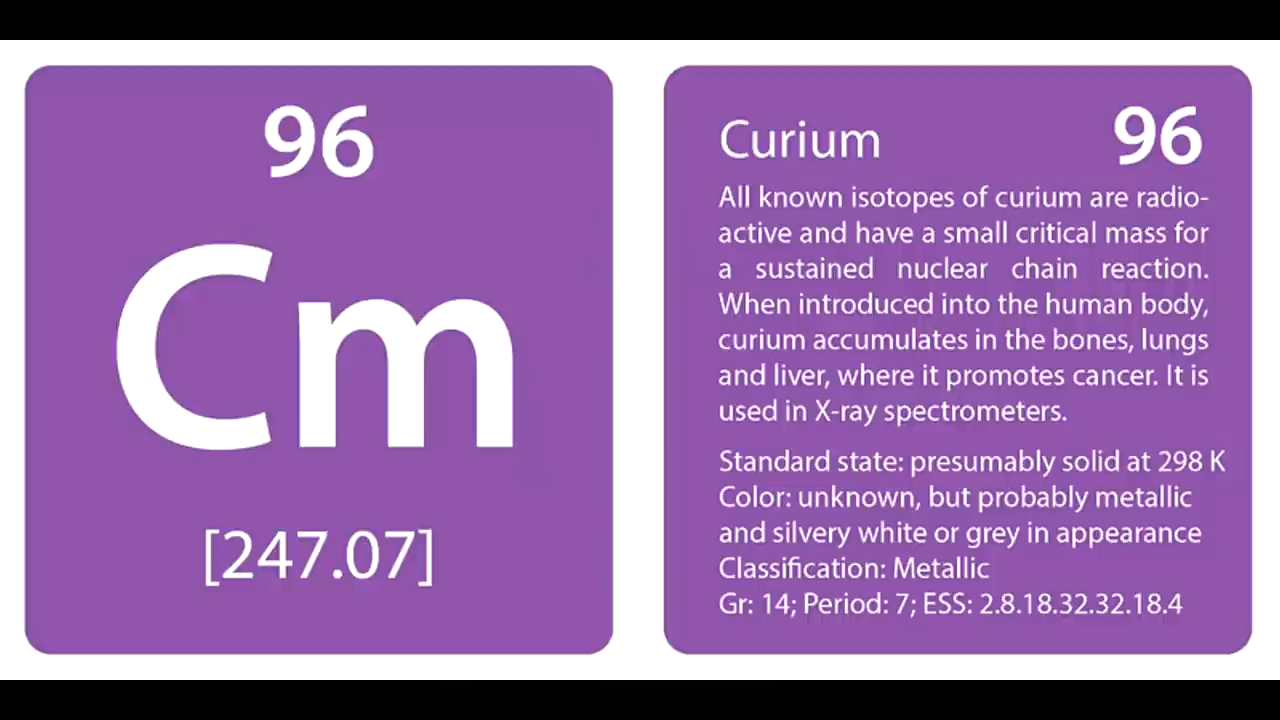 96
Cm
[247.07]
Curium 96
All known isotopes of curium are radio-
active and have a small critical mass for
a sustained nuclear chain reaction.
When introduced into the human body,
curium accumulates in the bones, lungs
and liver, where it promotes cancer. It is
used in X-ray spectrometers.
Standard state: presumably solid at 298 K
Color: unknown, but probably metallic
and silvery white or grey in appearance
Classification: Metallic
Gr: 14; Period: 7; ESS: 2.8.18.32.32.18.4